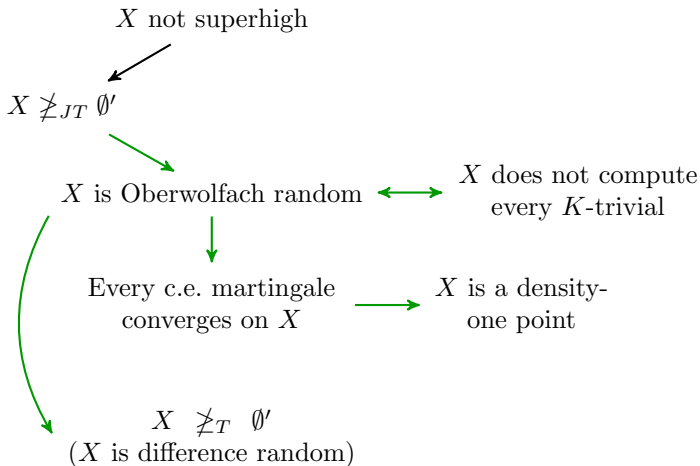 X not superhigh
X ≱_{JT} ∅′
X is Oberwolfach random
X does not compute
every K-trivial
Every c.e. martingale
converges on X
X is a density-
one point
X ≱_T ∅′
(X is difference random)